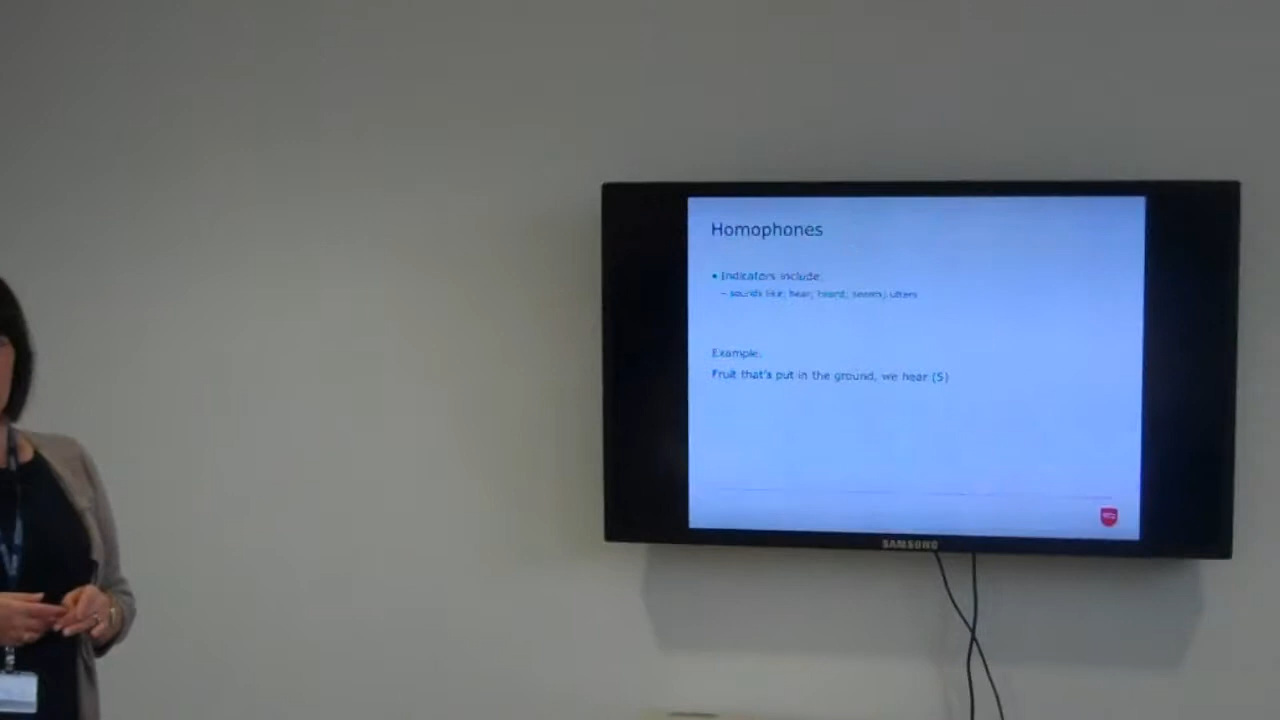 Homophones
• Indicators include:
– sounds like; hear; heard; seems; utters
Example:
Fruit that's put in the ground, we hear (5)
SAMSUNG